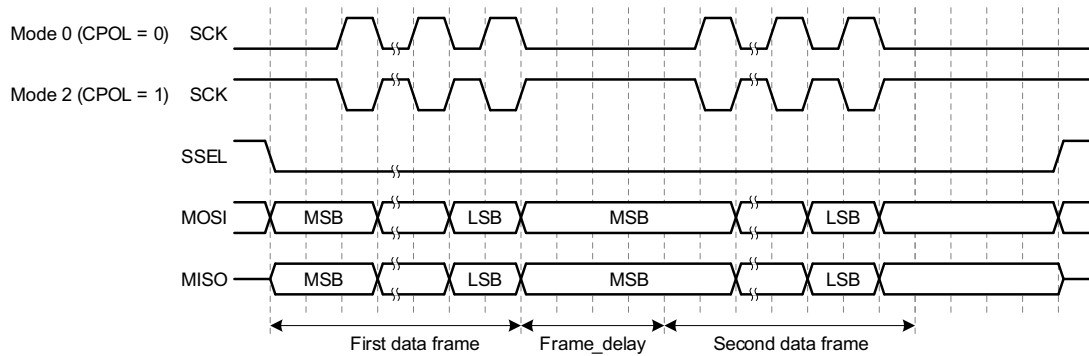 Mode 0 (CPOL = 0) SCK
Mode 2 (CPOL = 1) SCK
SSEL
MOSI MSB LSB MSB LSB
MISO MSB LSB MSB LSB
First data frame Frame_delay Second data frame